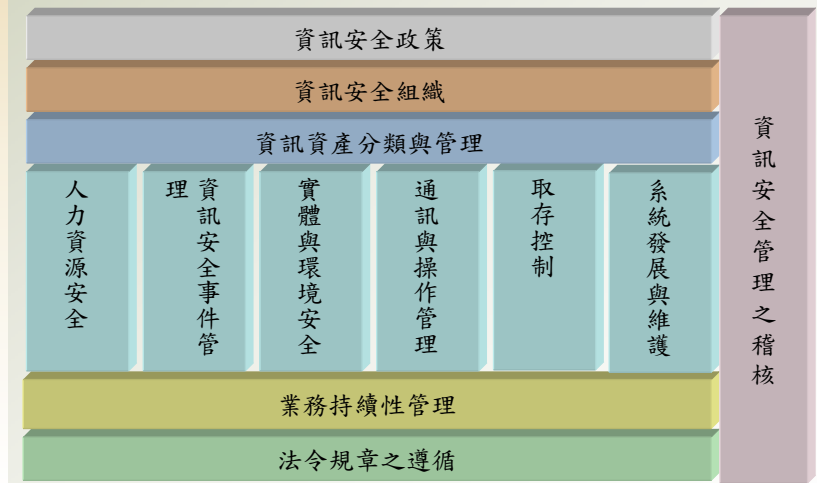 資訊安全政策
資訊安全組織
資訊資產分類與管理
人力資源安全
資訊安全事件管
理
實體與環境安全
通訊與操作管理
取存控制
系統發展與維護
業務持續性管理
法令規章之遵循
資訊安全管理之稽核